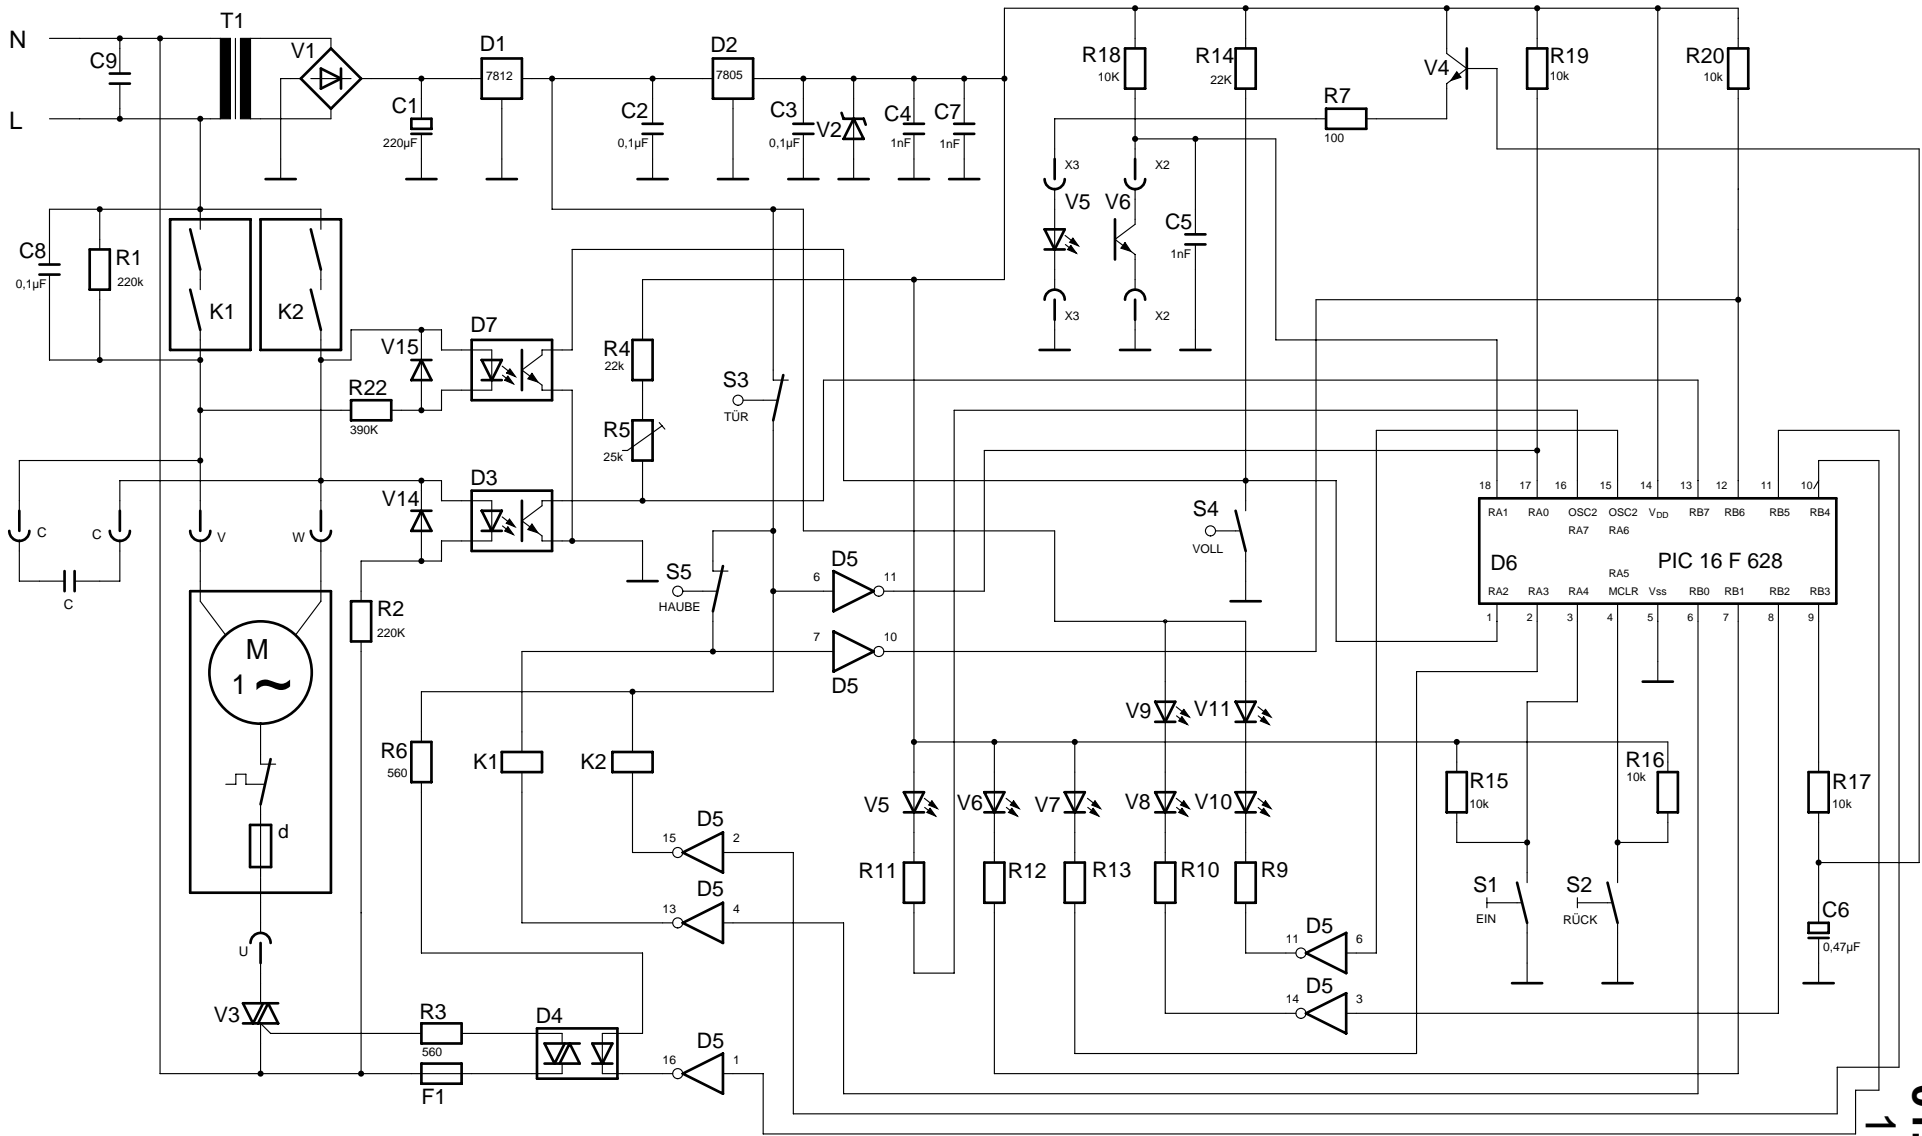 N
L
T1
V1
C9
D1
7812
D2
7805
C1
220µF
C2
0,1µF
C3
0,1µF
V2
C4
1nF
C7
1nF
R18
10K
R14
22K
R7
100
V4
R19
10k
R20
10k
X3
X2
V5
V6
C5
1nF
X3
X2
C8
0,1µF
R1
220k
K1
K2
V15
D7
R22
390K
R4
22k
R5
25k
S3
TÜR
V14
D3
C
C
V
W
C
S4
VOLL
S5
HAUBE
6
D5
11
7
10
D5
R2
220K
M
1 ~
d
U
18
17
16
15
14
13
12
11
10/
RA1
RA0
OSC2
RA7
OSC2
RA6
VDD
RB7
RB6
RB5
RB4
D6
PIC 16 F 628
RA2
RA3
RA4
RA5
MCLR
Vss
RB0
RB1
RB2
RB3
1
2
3
4
5
6
7
8
9
R6
560
K1
K2
15
D5
2
13
D5
4
V9
V11
V5
V6
V7
V8
V10
R11
R12
R13
R10
R9
R15
10k
R16
10k
R17
10k
S1
EIN
S2
RÜCK
C6
0,47µF
11
D5
6
14
D5
3
V3
R3
560
F1
D4
16
D5
1
1